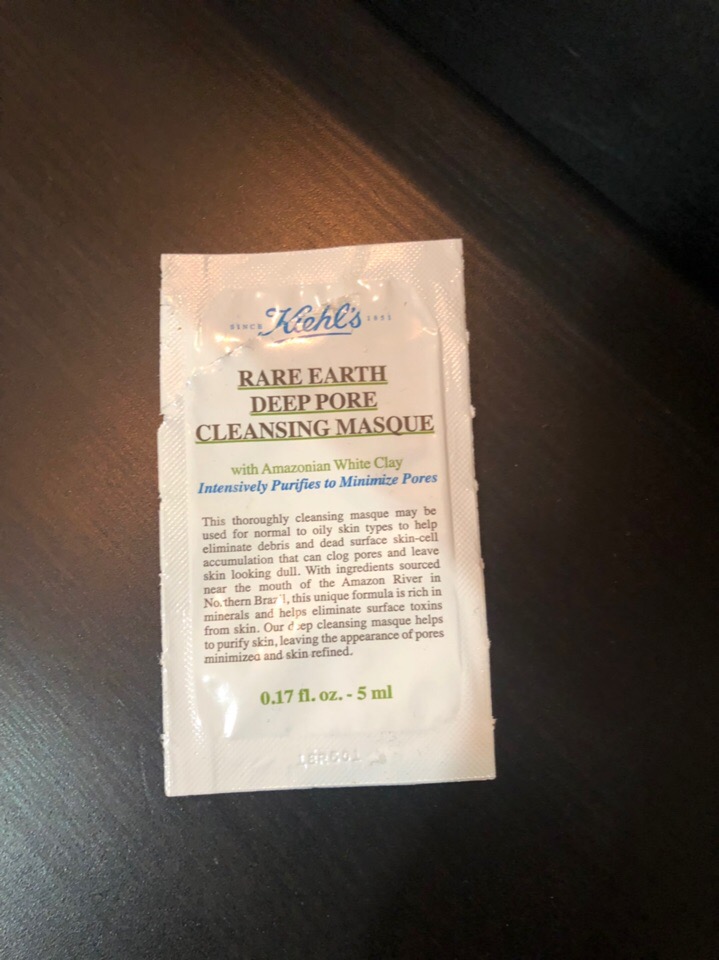 SINCE Kiehl's 1851
RARE EARTH
DEEP PORE
CLEANSING MASQUE
with Amazonian White Clay
Intensively Purifies to Minimize Pores
This thoroughly cleansing masque may be
used for normal to oily skin types to help
eliminate debris and dead surface skin-cell
accumulation that can clog pores and leave
skin looking dull. With ingredients sourced
near the mouth of the Amazon River in
Northern Brazil, this unique formula is rich in
minerals and helps eliminate surface toxins
from skin. Our deep cleansing masque helps
to purify skin, leaving the appearance of pores
minimized and skin refined.
0.17 fl. oz. - 5 ml